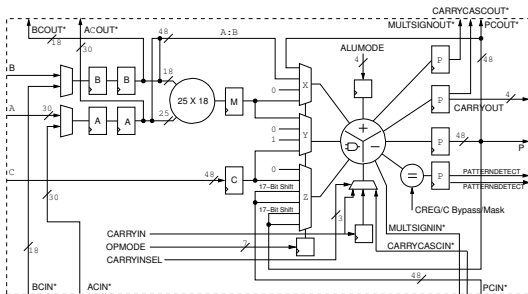 CARRYCASCOUT*
BCOUT* ACOUT* MULTSIGNOUT* PCOUT*
18 30 48 A:B
ALUMODE
4 48
B B B 18 X P
0
A 30 A A 25 25 X 18 M P 4 CARRYOUT
0 Y + P 48 P
1 −
C 48 C 0 = P PATTERNDETECT
PATTERNBDETECT
17-Bit Shift Z
30 17-Bit Shift CREG/C Bypass/Mask
3
CARRYIN MULTSIGNIN*
OPMODE 7 CARRYCASCIN*
18 CARRYINSEL
48
BCIN* ACIN* PCIN*